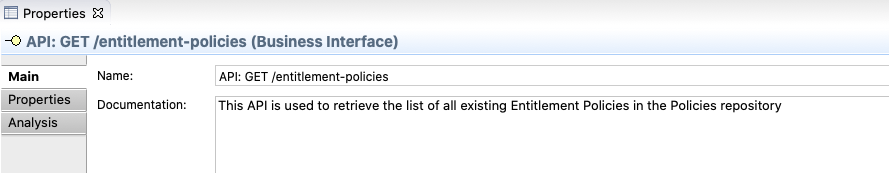 Properties
API: GET /entitlement-policies (Business Interface)
Main
Name:
API: GET /entitlement-policies
Properties
Documentation:
This API is used to retrieve the list of all existing Entitlement Policies in the Policies repository
Analysis